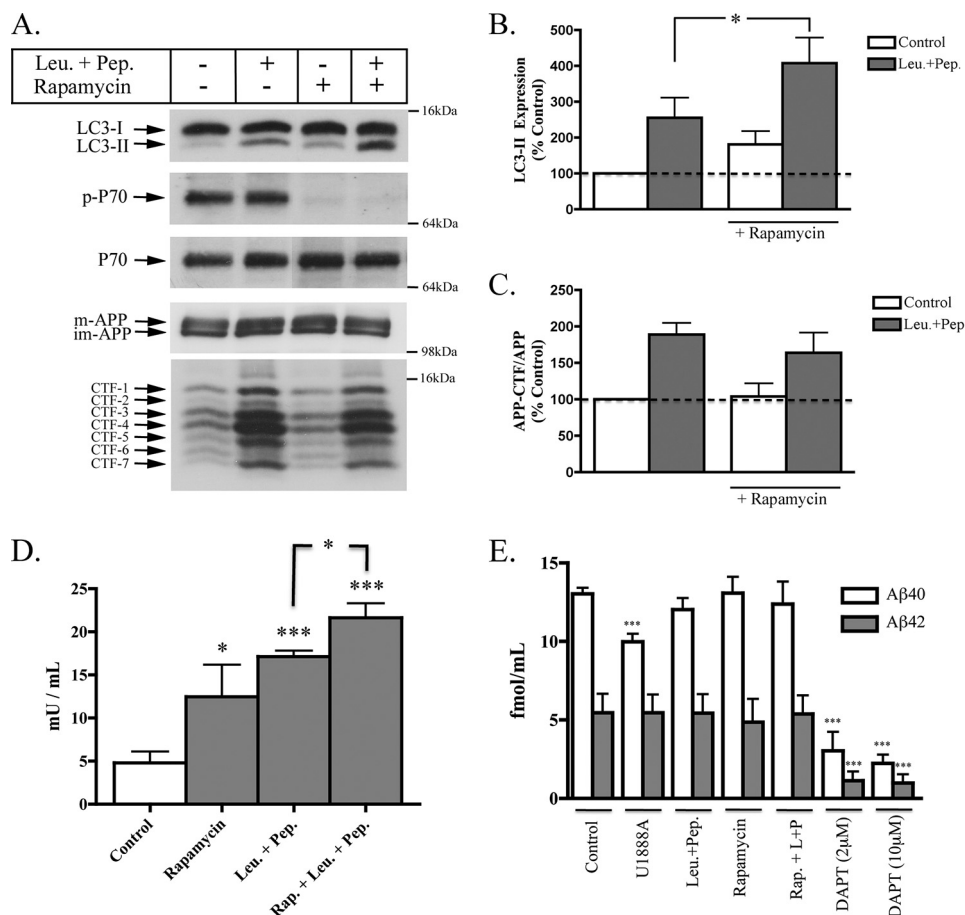 A.
Leu. + Pep. - + - +
Rapamycin - - + +
16kDa
LC3-I
LC3-II
p-P70
64kDa
P70
64kDa
m-APP
im-APP
98kDa
16kDa
CTF-1
CTF-2
CTF-3
CTF-4
CTF-5
CTF-6
CTF-7
B.
*
Control
Leu.+Pep.
LC3-II Expression
(% Control)
500
400
300
200
100
0
+ Rapamycin
C.
Control
Leu.+Pep
APP-CTF/APP
(% Control)
250
200
150
100
50
0
+ Rapamycin
D.
*
* *** ***
mU / mL
25
20
15
10
5
0
Control
Rapamycin
Leu. + Pep.
Rap. + Leu. + Pep.
E.
Aβ40
Aβ42
fmol/mL
15
10
5
0
***
*** ***
*** ***
Control
U1888A
Leu.+Pep.
Rapamycin
Rap. + L+P
DAPT (2μM)
DAPT (10μM)